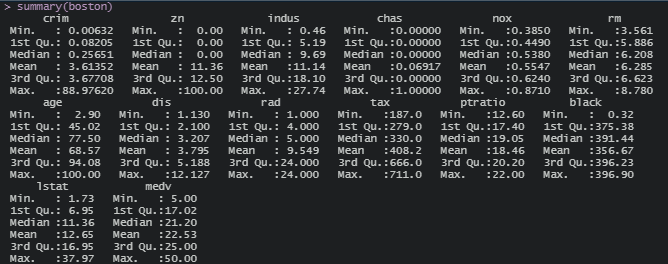 > summary(boston)
crim zn indus chas nox rm
Min. : 0.00632 Min. : 0.00 Min. : 0.46 Min. :0.00000 Min. :0.3850 Min. :3.561
1st Qu.: 0.08205 1st Qu.: 0.00 1st Qu.: 5.19 1st Qu.:0.00000 1st Qu.:0.4490 1st Qu.:5.886
Median : 0.25651 Median : 0.00 Median : 9.69 Median :0.00000 Median :0.5380 Median :6.208
Mean : 3.61352 Mean : 11.36 Mean :11.14 Mean :0.06917 Mean :0.5547 Mean :6.285
3rd Qu.: 3.67708 3rd Qu.: 12.50 3rd Qu.:18.10 3rd Qu.:0.00000 3rd Qu.:0.6240 3rd Qu.:6.623
Max. :88.97620 Max. :100.00 Max. :27.74 Max. :1.00000 Max. :0.8710 Max. :8.780
age dis rad tax ptratio black
Min. : 2.90 Min. : 1.130 Min. : 1.000 Min. :187.0 Min. :12.60 Min. : 0.32
1st Qu.: 45.02 1st Qu.: 2.100 1st Qu.: 4.000 1st Qu.:279.0 1st Qu.:17.40 1st Qu.:375.38
Median : 77.50 Median : 3.207 Median : 5.000 Median :330.0 Median :19.05 Median :391.44
Mean : 68.57 Mean : 3.795 Mean : 9.549 Mean :408.2 Mean :18.46 Mean :356.67
3rd Qu.: 94.08 3rd Qu.: 5.188 3rd Qu.:24.000 3rd Qu.:666.0 3rd Qu.:20.20 3rd Qu.:396.23
Max. :100.00 Max. :12.127 Max. :24.000 Max. :711.0 Max. :22.00 Max. :396.90
lstat medv
Min. : 1.73 Min. : 5.00
1st Qu.: 6.95 1st Qu.:17.02
Median :11.36 Median :21.20
Mean :12.65 Mean :22.53
3rd Qu.:16.95 3rd Qu.:25.00
Max. :37.97 Max. :50.00